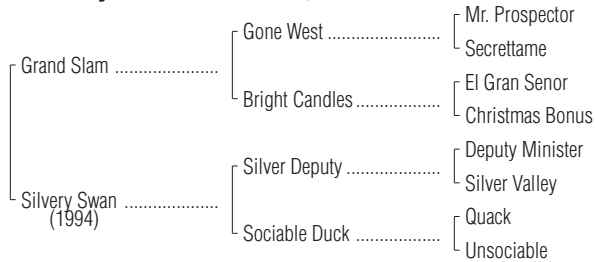 Mr. Prospector
Gone West ....................
Secrettame
Grand Slam ..................
El Gran Senor
Bright Candles ...............
Christmas Bonus
Deputy Minister
Silver Deputy .................
Silver Valley
Silvery Swan .................
(1994)
Quack
Sociable Duck ...............
Unsociable